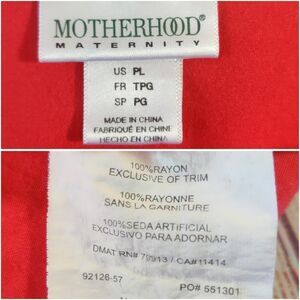 MOTHERHOOD®
MATERNITY
US PL
FR TPG
SP PG
MADE IN CHINA
FABRIQUÉ EN CHINE
HECHO EN CHINA
100%RAYON
EXCLUSIVE OF TRIM
100%RAYONNE
SANS LA GARNITURE
100%SEDA ARTIFICIAL
EXCLUSIVO PARA ADORNAR
DMAT RN# / CA#11414
92126-57
PO# 551301